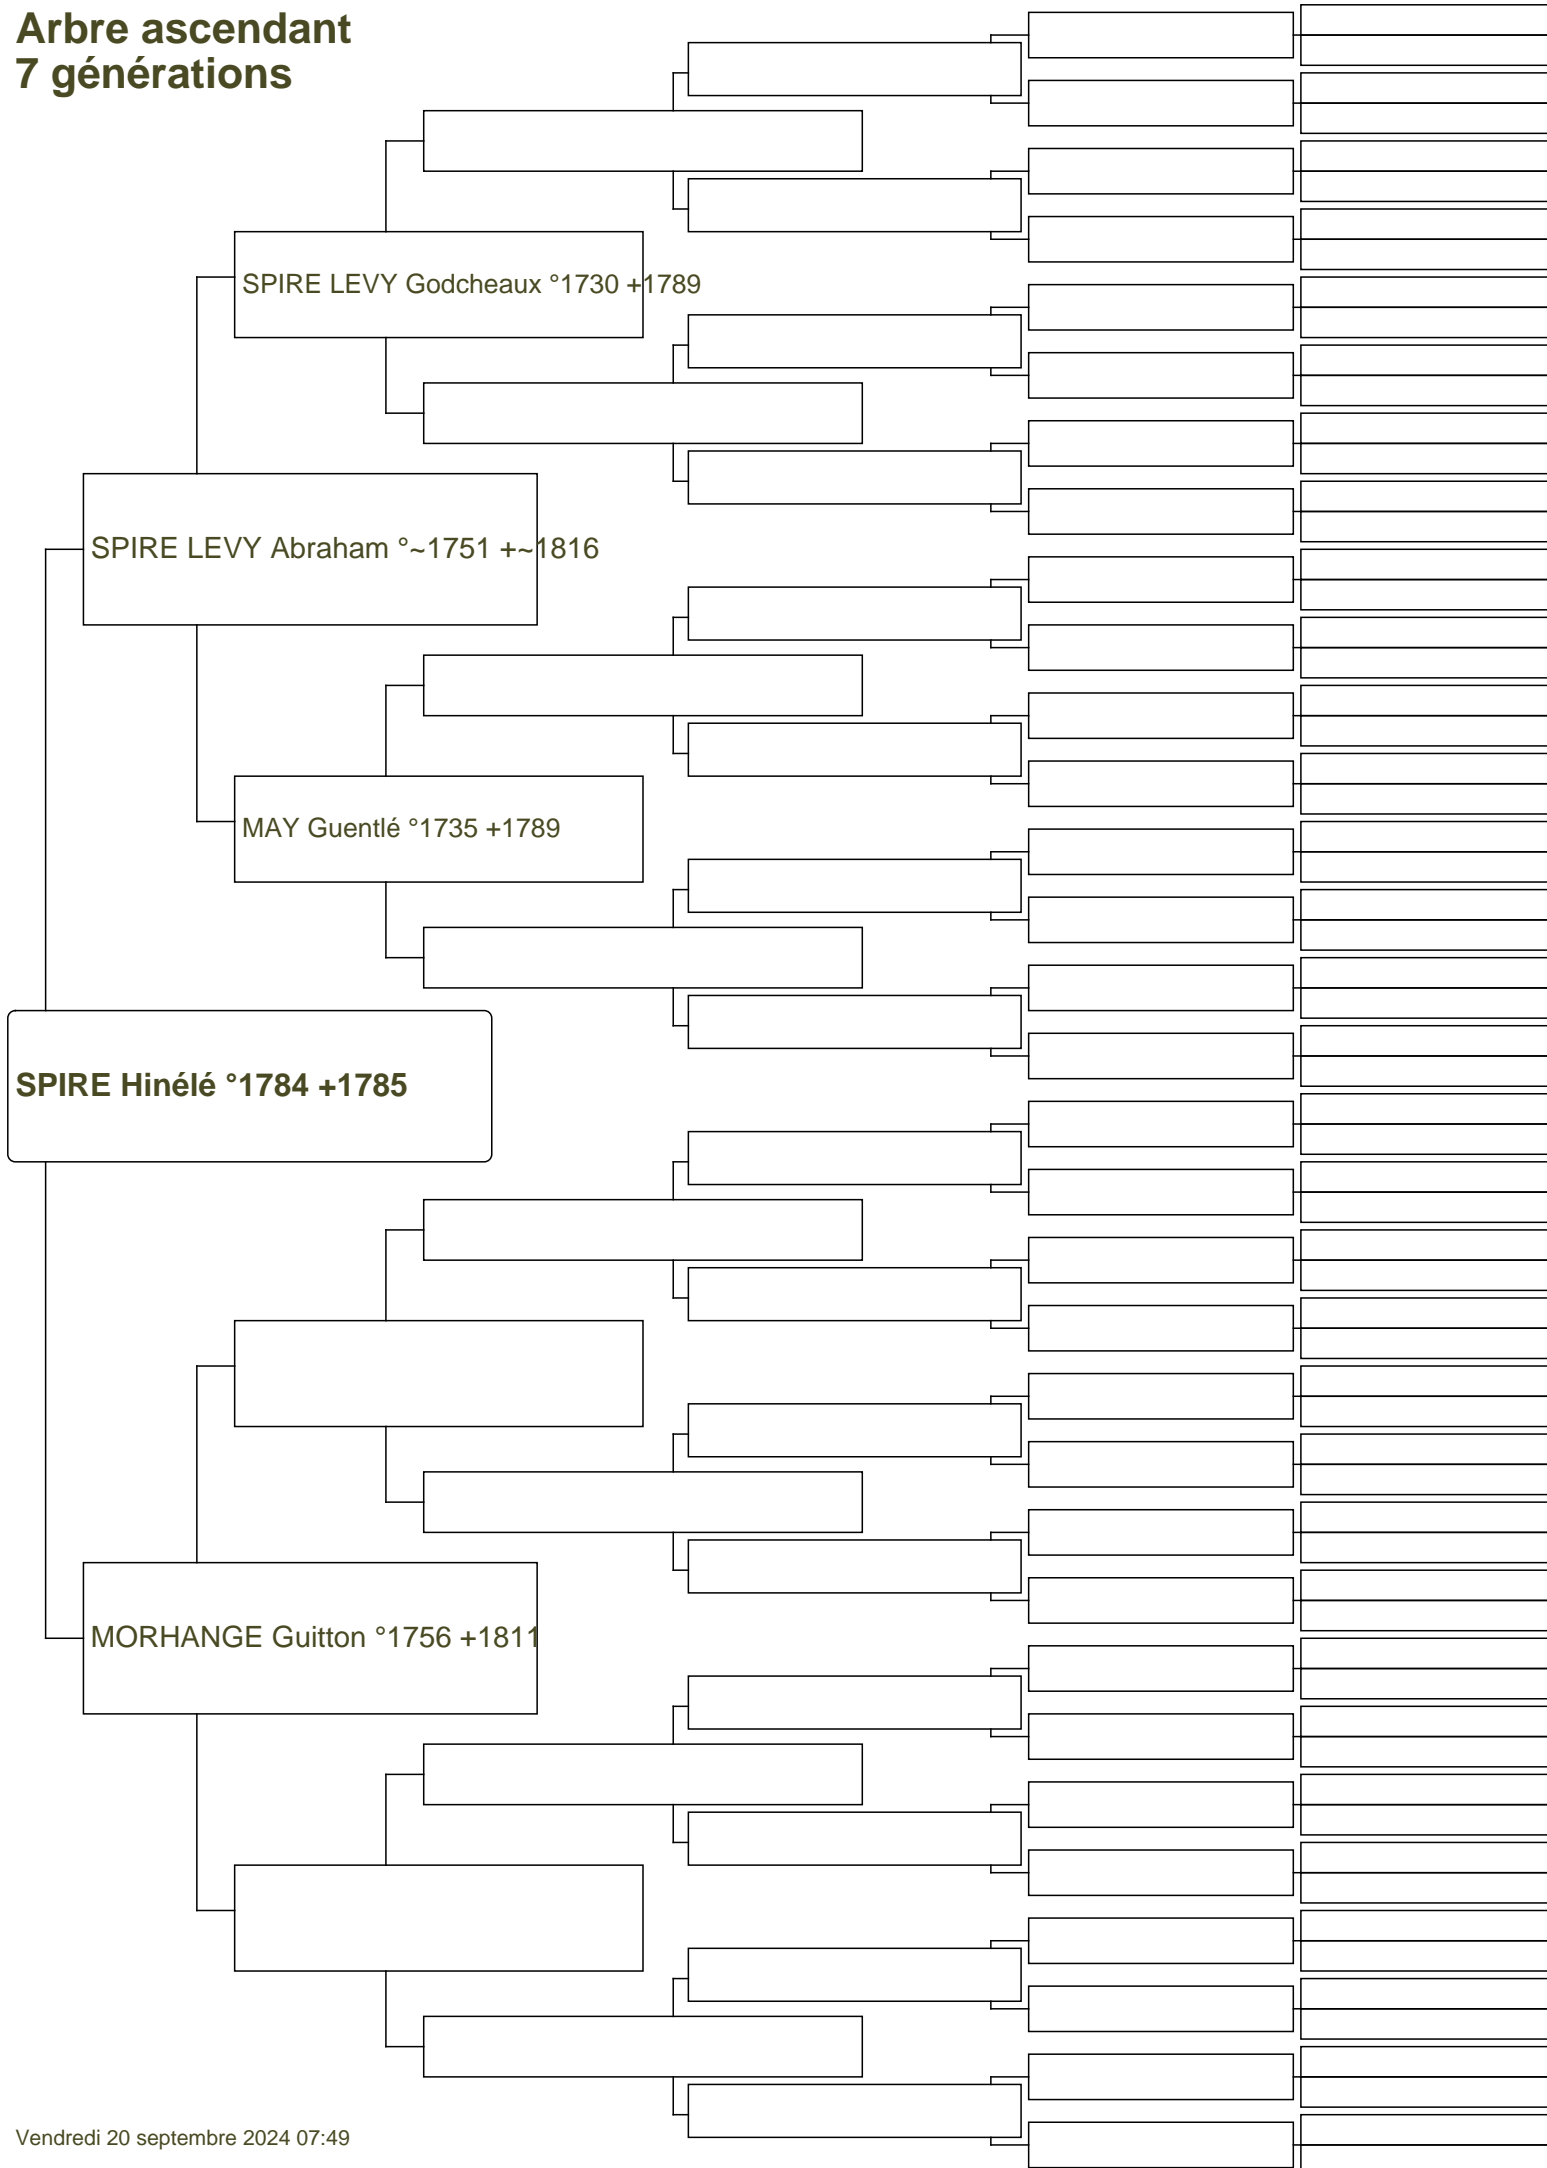 Arbre ascendant
7 générations
SPIRE LEVY Godcheaux °1730 +1789
SPIRE LEVY Abraham °~1751 +~1816
MAY Guentlé °1735 +1789
SPIRE Hinélé °1784 +1785
MORHANGE Guitton °1756 +1811
Vendredi 20 septembre 2024 07:49